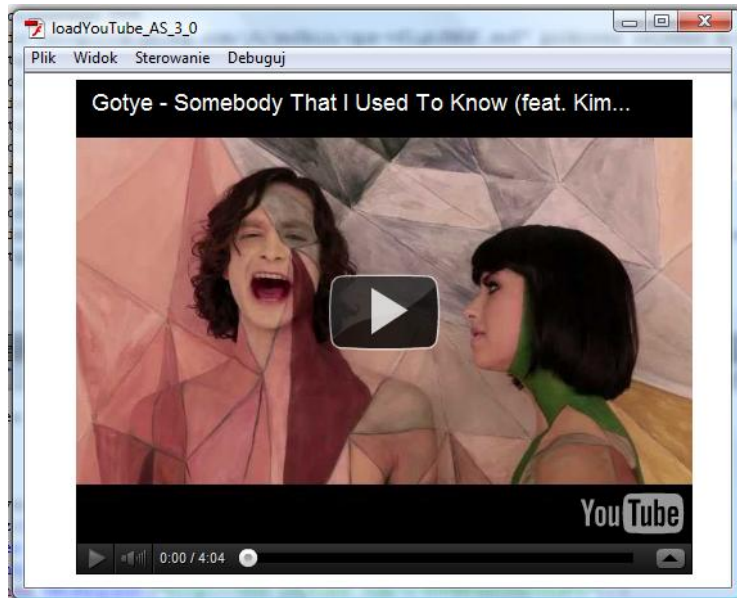 loadYouTube_AS_3_0
Plik Widok Sterowanie Debuguj
Gotye - Somebody That I Used To Know (feat. Kim...
YouTube
0:00 / 4:04